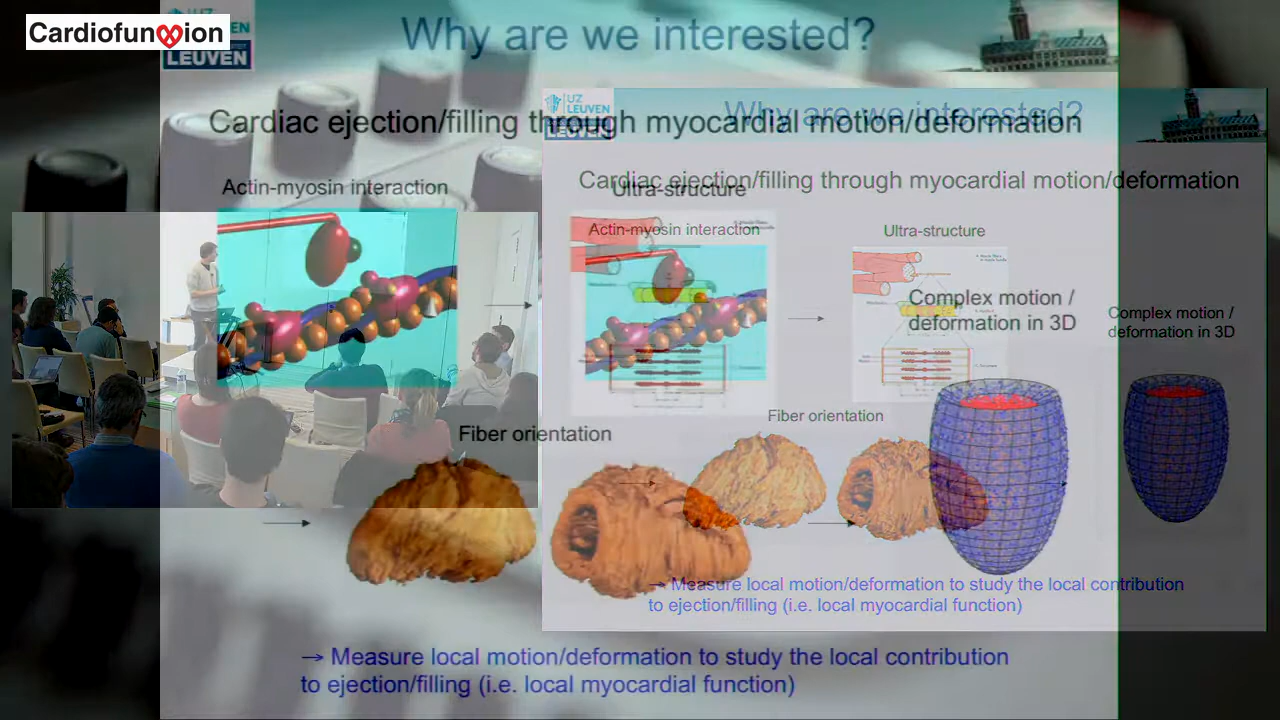 Cardiofunxion
LEUVEN
Why are we interested?
Cardiac ejection/filling through myocardial motion/deformation
Actin-myosin interaction
Ultra-structure
Complex motion /
deformation in 3D
Fiber orientation
→ Measure local motion/deformation to study the local contribution
to ejection/filling (i.e. local myocardial function)
UZ
LEUVEN
Why are we interested?
Cardiac ejection/filling through myocardial motion/deformation
Actin-myosin interaction
Ultra-structure
Complex motion /
deformation in 3D
Fiber orientation
→ Measure local motion/deformation to study the local contribution
to ejection/filling (i.e. local myocardial function)